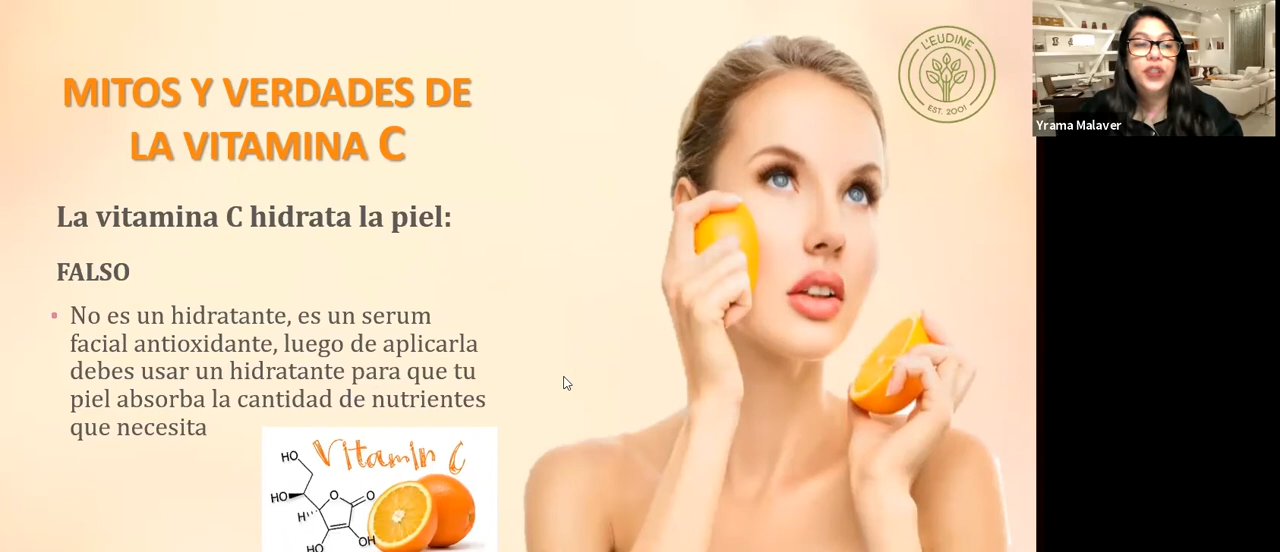 MITOS Y VERDADES DE
LA VITAMINA C
La vitamina C hidrata la piel:
FALSO
No es un hidratante, es un serum
facial antioxidante, luego de aplicarla
debes usar un hidratante para que tu
piel absorba la cantidad de nutrientes
que necesita
Vitamin C
HO
HO
H
O
O
HO
OH
L'EUDINE
EST. 2001
Yrama Malaver